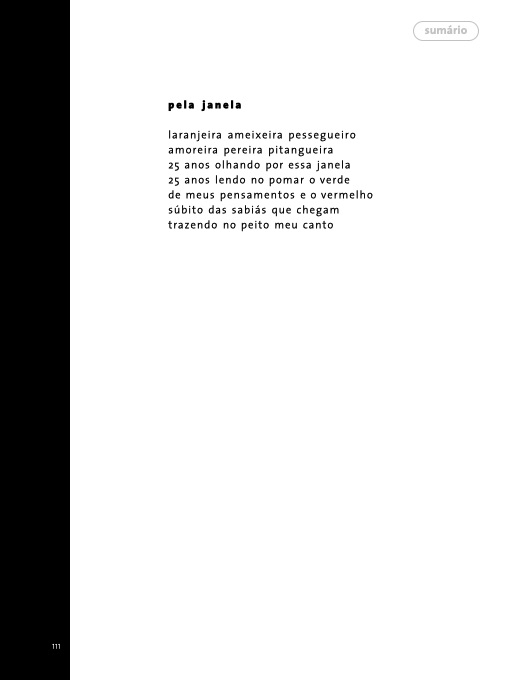 sumário
pela janela
laranjeira ameixeira pessegueiro
amoreira pereira pitangueira
25 anos olhando por essa janela
25 anos lendo no pomar o verde
de meus pensamentos e o vermelho
súbito das sabiás que chegam
trazendo no peito meu canto
111